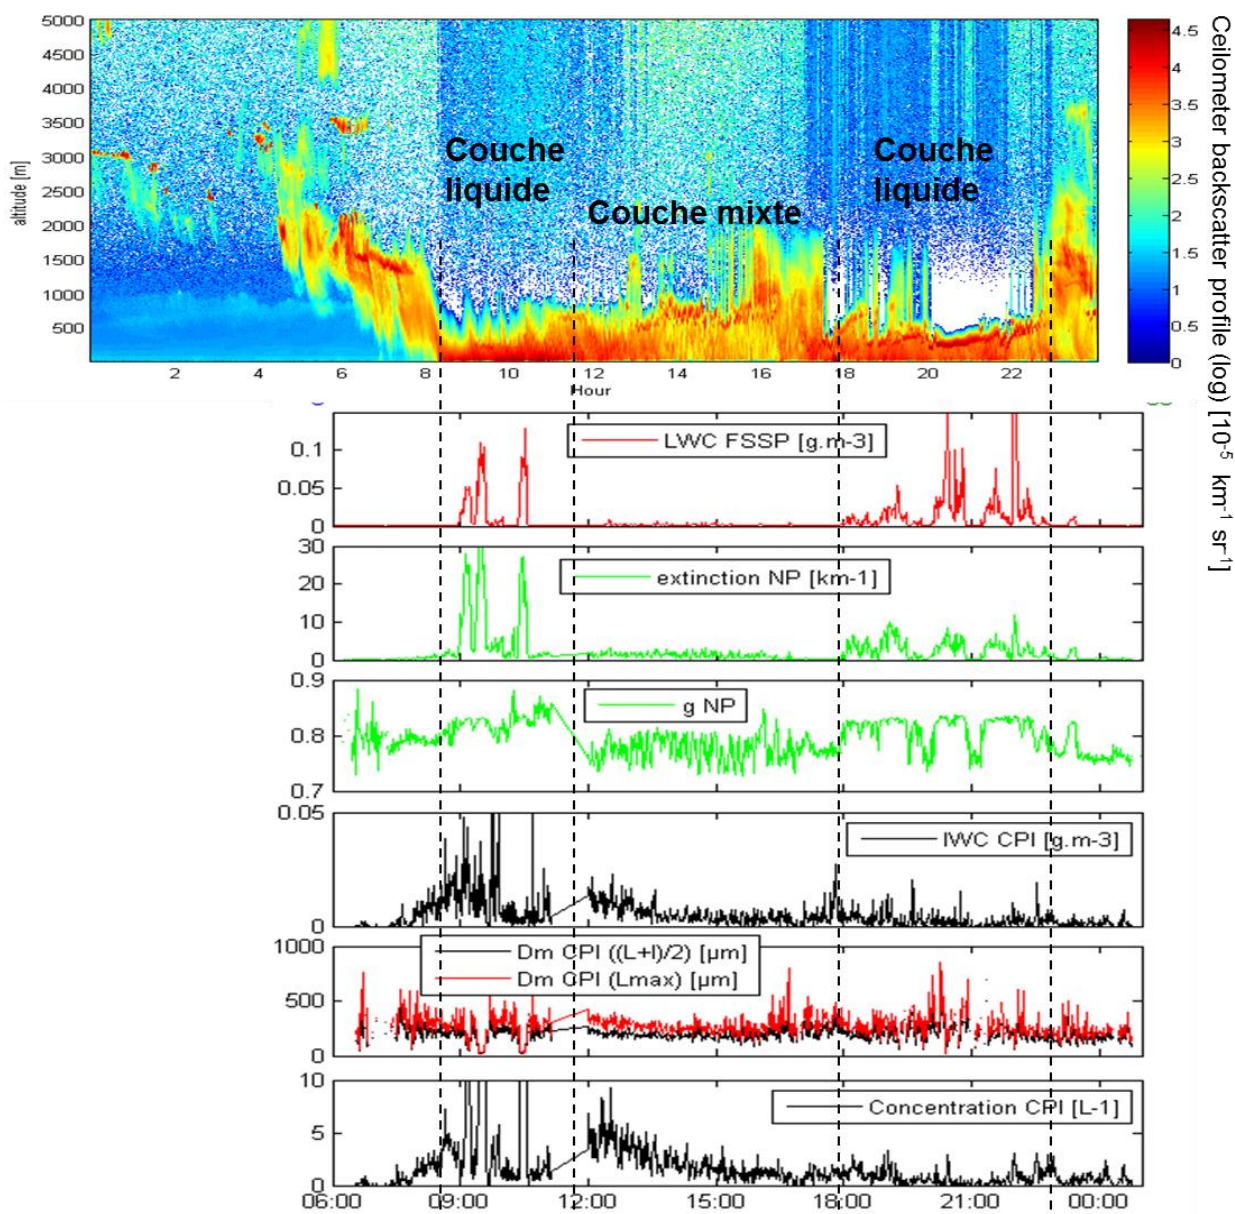 5000
4500
4000
3500
3000
2500
2000
1500
1000
500
altitude [m]
2 4 6 8 10 12 14 16 18 20 22
Hour
Couche
liquide
Couche mixte
Couche
liquide
4.5
4
3.5
3
2.5
2
1.5
1
0.5
0
Ceilometer backscatter profile (log) [10-5 km-1 sr-1]
0.1
0.05
0
LWC FSSP [g.m-3]
30
20
10
0
extinction NP [km-1]
0.9
0.8
0.7
g NP
0.05
0
IWC CPI [g.m-3]
1000
500
0
Dm CPI ((L+l)/2) [µm]
Dm CPI (Lmax) [µm]
10
5
0
Concentration CPI [L-1]
06:00 09:00 12:00 15:00 18:00 21:00 00:00